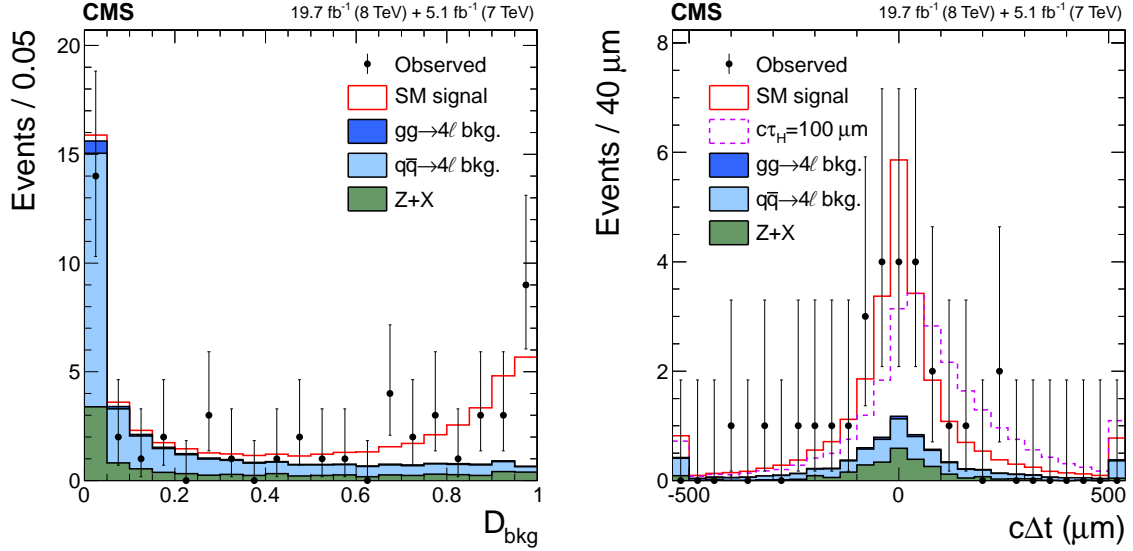 CMS 19.7 fb⁻¹ (8 TeV) + 5.1 fb⁻¹ (7 TeV)
Events / 0.05
20
15
10
5
0
Observed
SM signal
gg→4ℓ bkg.
qq̅→4ℓ bkg.
Z+X
0 0.2 0.4 0.6 0.8 1
D_bkg
CMS 19.7 fb⁻¹ (8 TeV) + 5.1 fb⁻¹ (7 TeV)
Events / 40 μm
8
6
4
2
0
Observed
SM signal
cτ_H=100 μm
gg→4ℓ bkg.
qq̅→4ℓ bkg.
Z+X
-500 0 500
cΔt (μm)